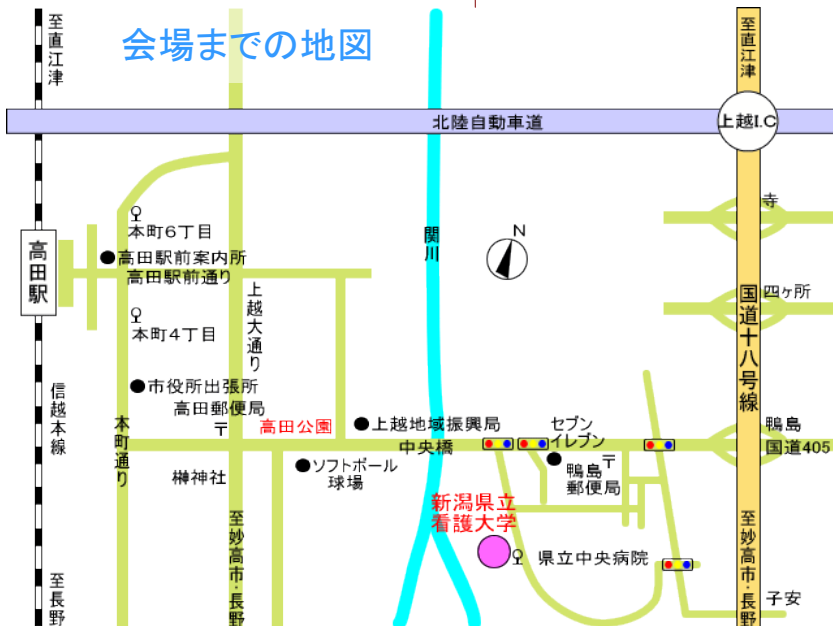 会場までの地図
至直江津
至直江津
北陸自動車道
上越I.C
寺
本町6丁目
関川
N
高田駅
高田駅前案内所
高田駅前通り
上越大通り
国道十八号線
四ヶ所
本町4丁目
信越本線
市役所出張所
高田郵便局
〒
本町通り
高田公園
上越地域振興局
中央橋
セブン
イレブン
鴨島
国道405
榊神社
ソフトボール
球場
〒
鴨島
郵便局
新潟県立
看護大学
至妙高市・長野
至妙高市・長野
県立中央病院
至長野
子安